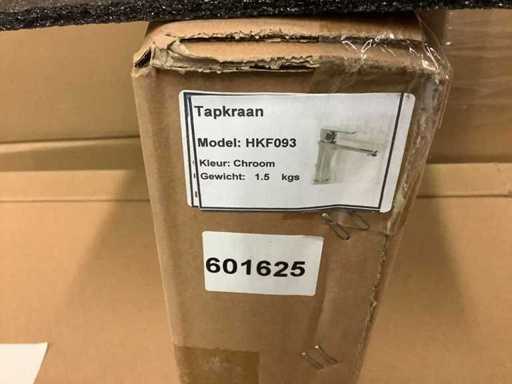 Tapkraan
Model: HKF093
Kleur: Chroom
Gewicht: 1.5 kgs
601625